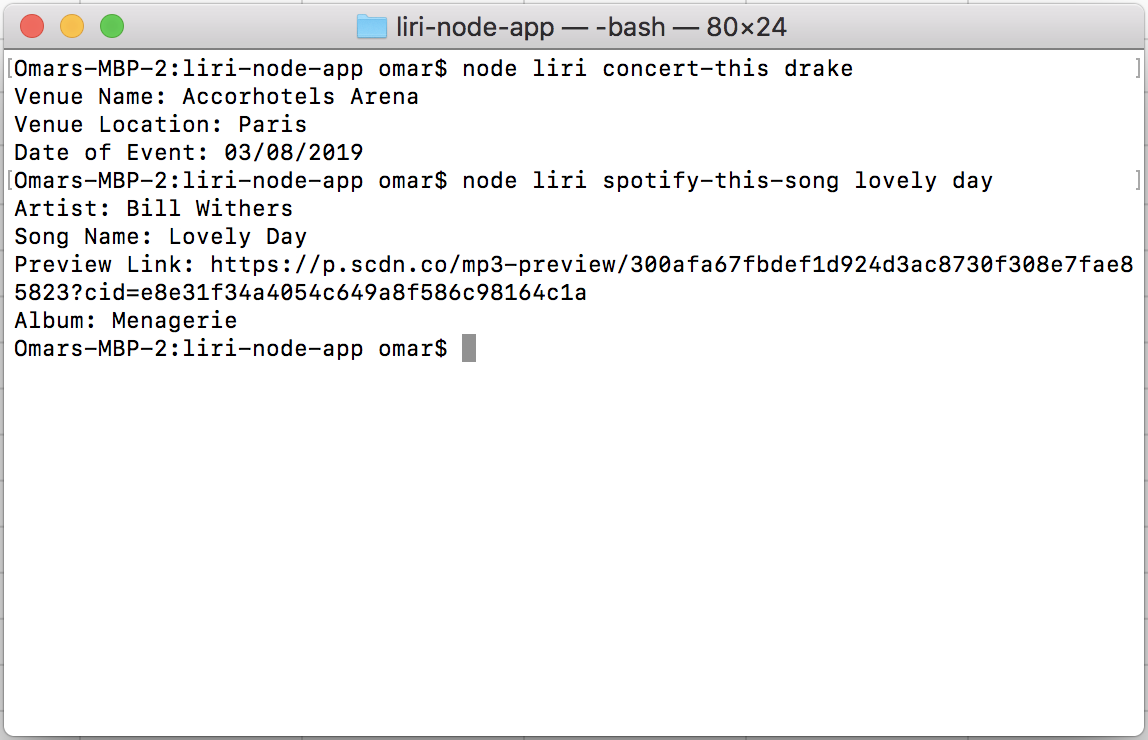 liri-node-app — -bash — 80×24
[Omars-MBP-2:liri-node-app omar$ node liri concert-this drake ]
Venue Name: Accorhotels Arena
Venue Location: Paris
Date of Event: 03/08/2019
[Omars-MBP-2:liri-node-app omar$ node liri spotify-this-song lovely day ]
Artist: Bill Withers
Song Name: Lovely Day
Preview Link: https://p.scdn.co/mp3-preview/300afa67fbdef1d924d3ac8730f308e7fae8
5823?cid=e8e31f34a4054c649a8f586c98164c1a
Album: Menagerie
Omars-MBP-2:liri-node-app omar$